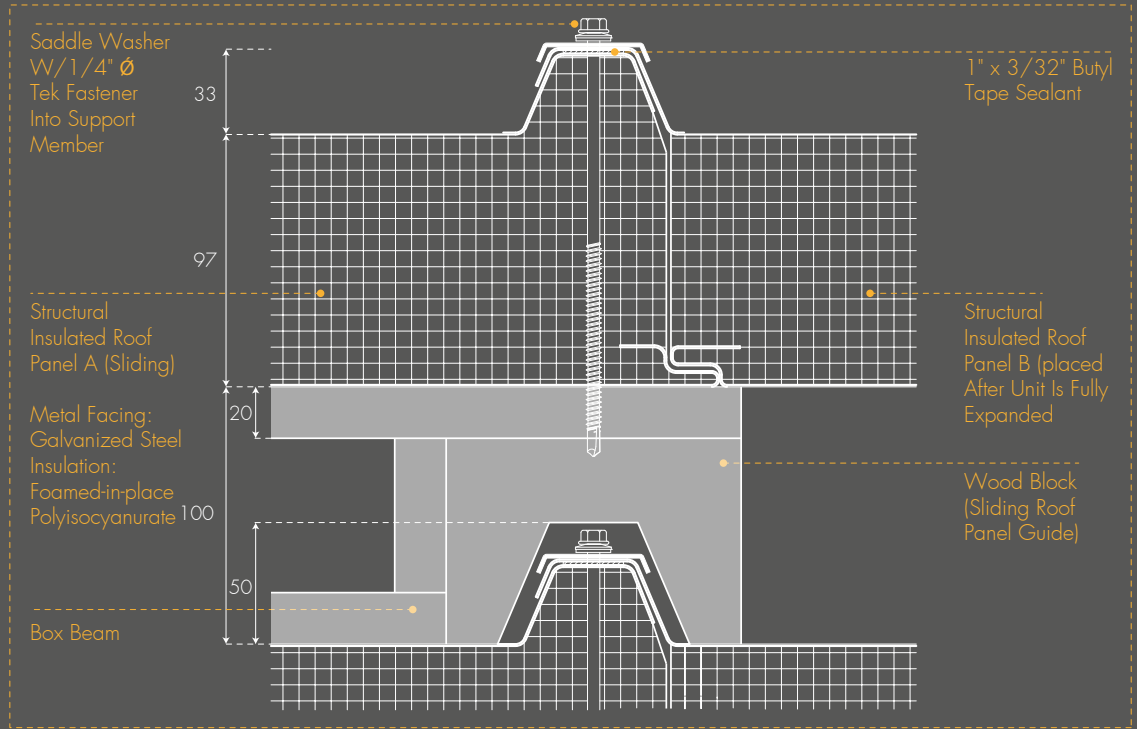 Saddle Washer
W/1/4" Ø
Tek Fastener
Into Support
Member
33
1" x 3/32" Butyl
Tape Sealant
97
Structural
Insulated Roof
Panel A (Sliding)
Metal Facing:
Galvanized Steel
Insulation:
Foamed-in-place
Polyisocyanurate
Structural
Insulated Roof
Panel B (placed
After Unit Is Fully
Expanded
20
100
Wood Block
(Sliding Roof
Panel Guide)
50
Box Beam